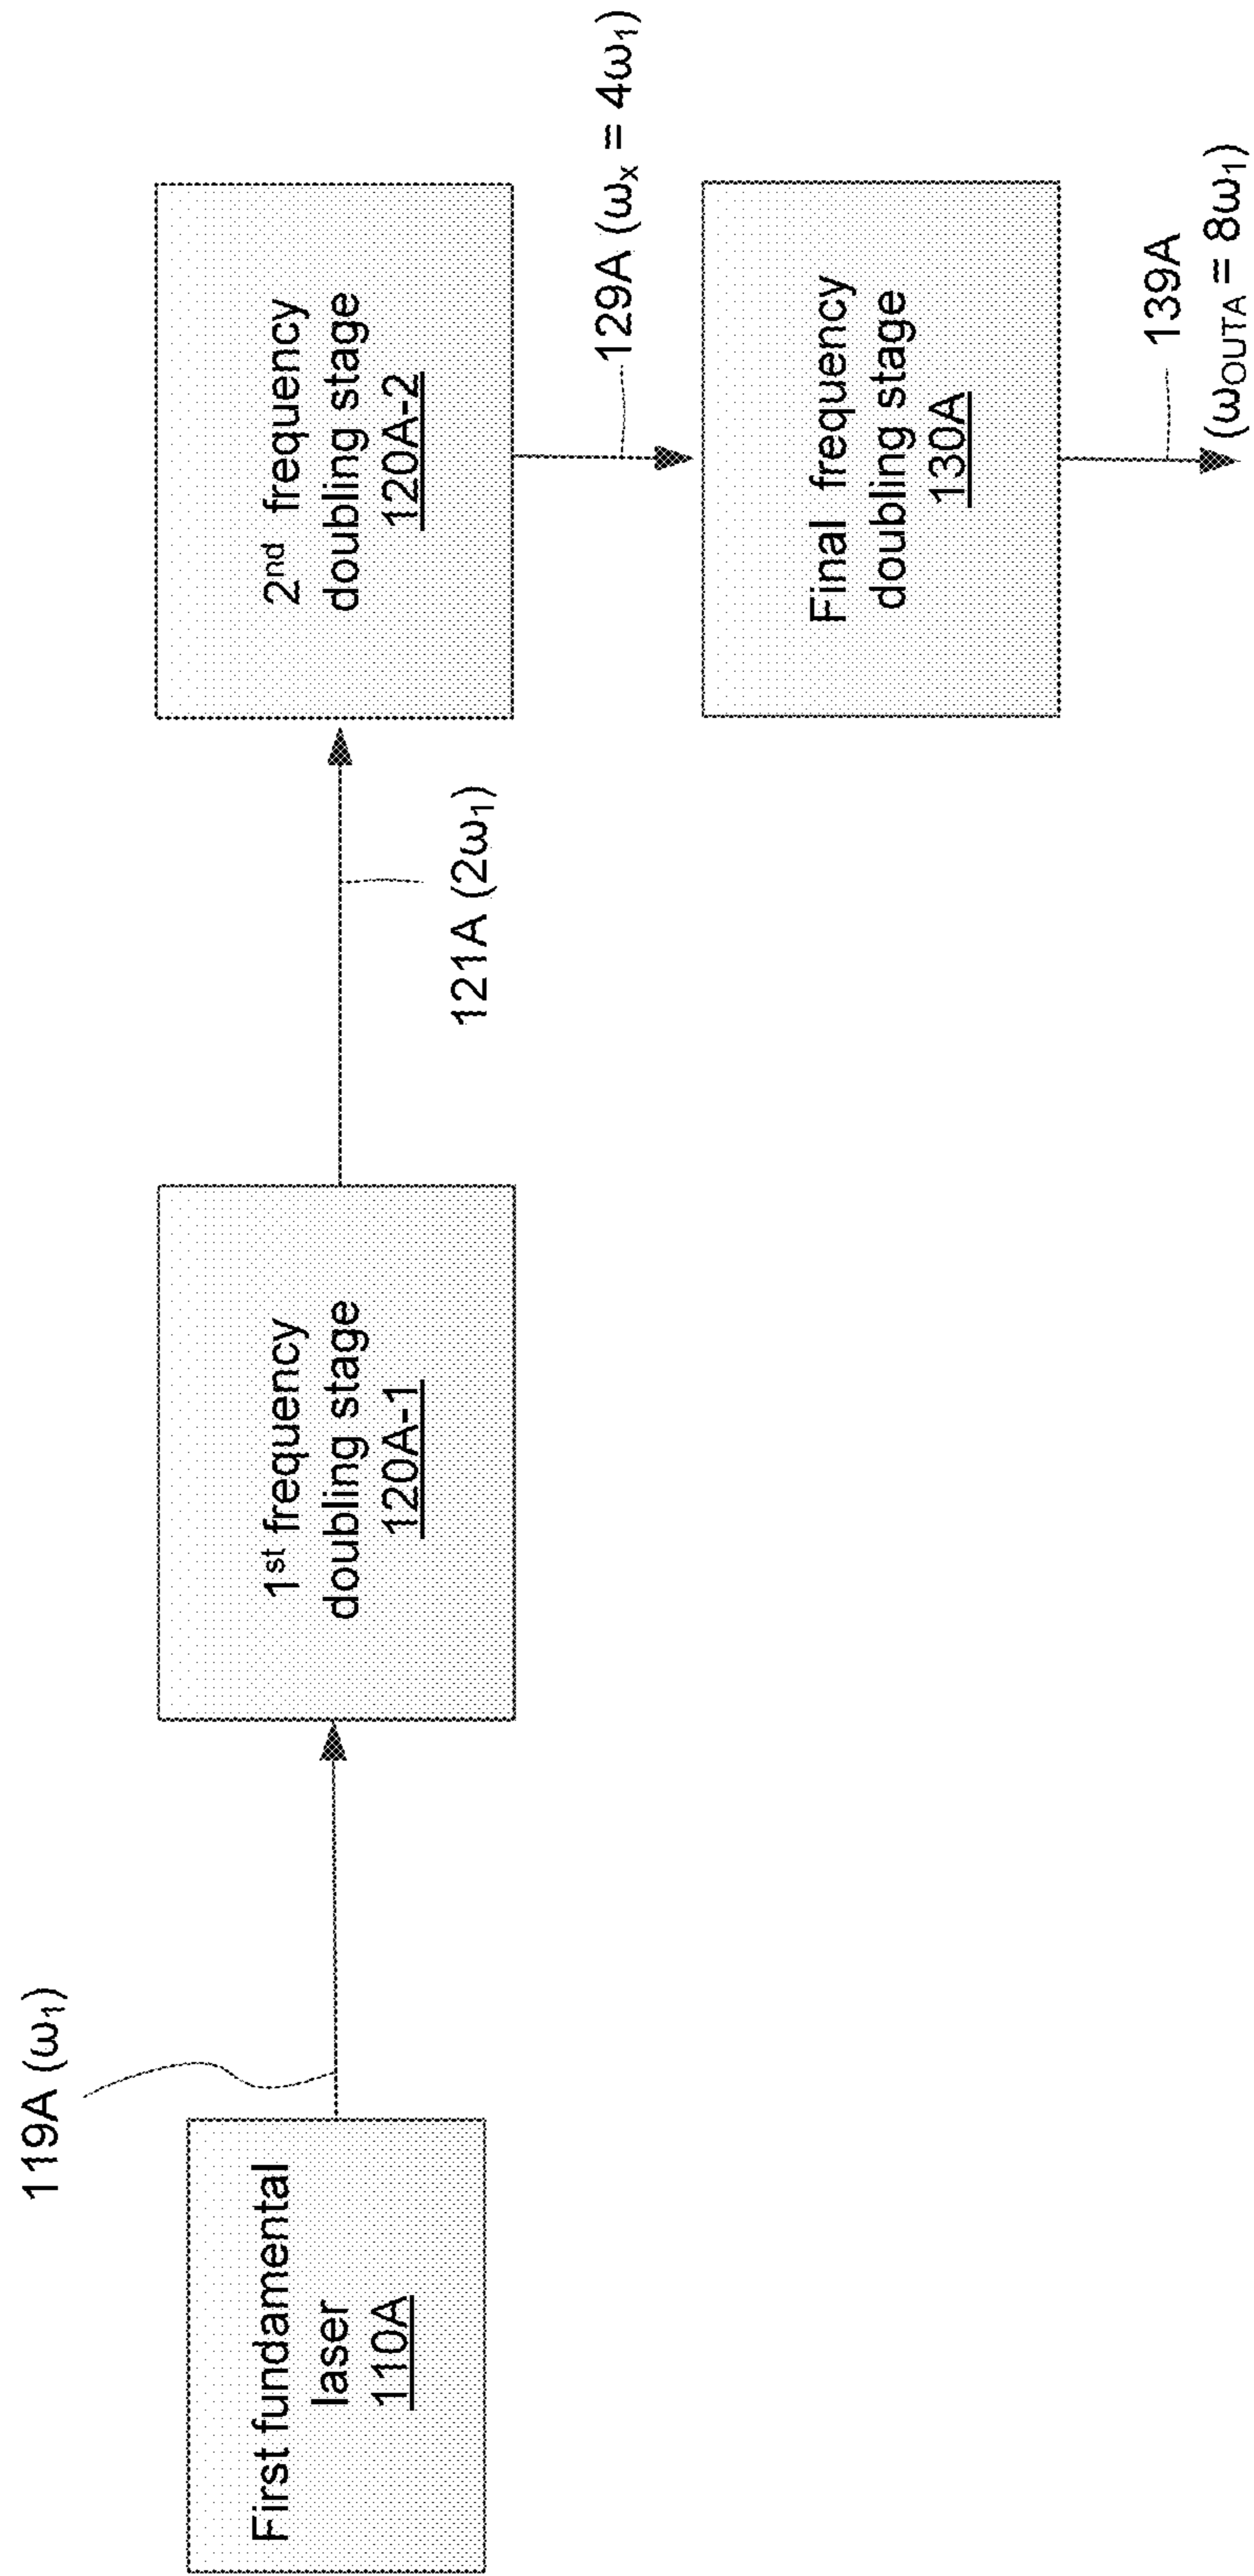 119A (ω₁)
First fundamental
laser
110A
1st frequency
doubling stage
120A-1
121A (2ω₁)
2nd frequency
doubling stage
120A-2
129A (ωₓ = 4ω₁)
Final frequency
doubling stage
130A
139A
(ω_OUTA = 8ω₁)